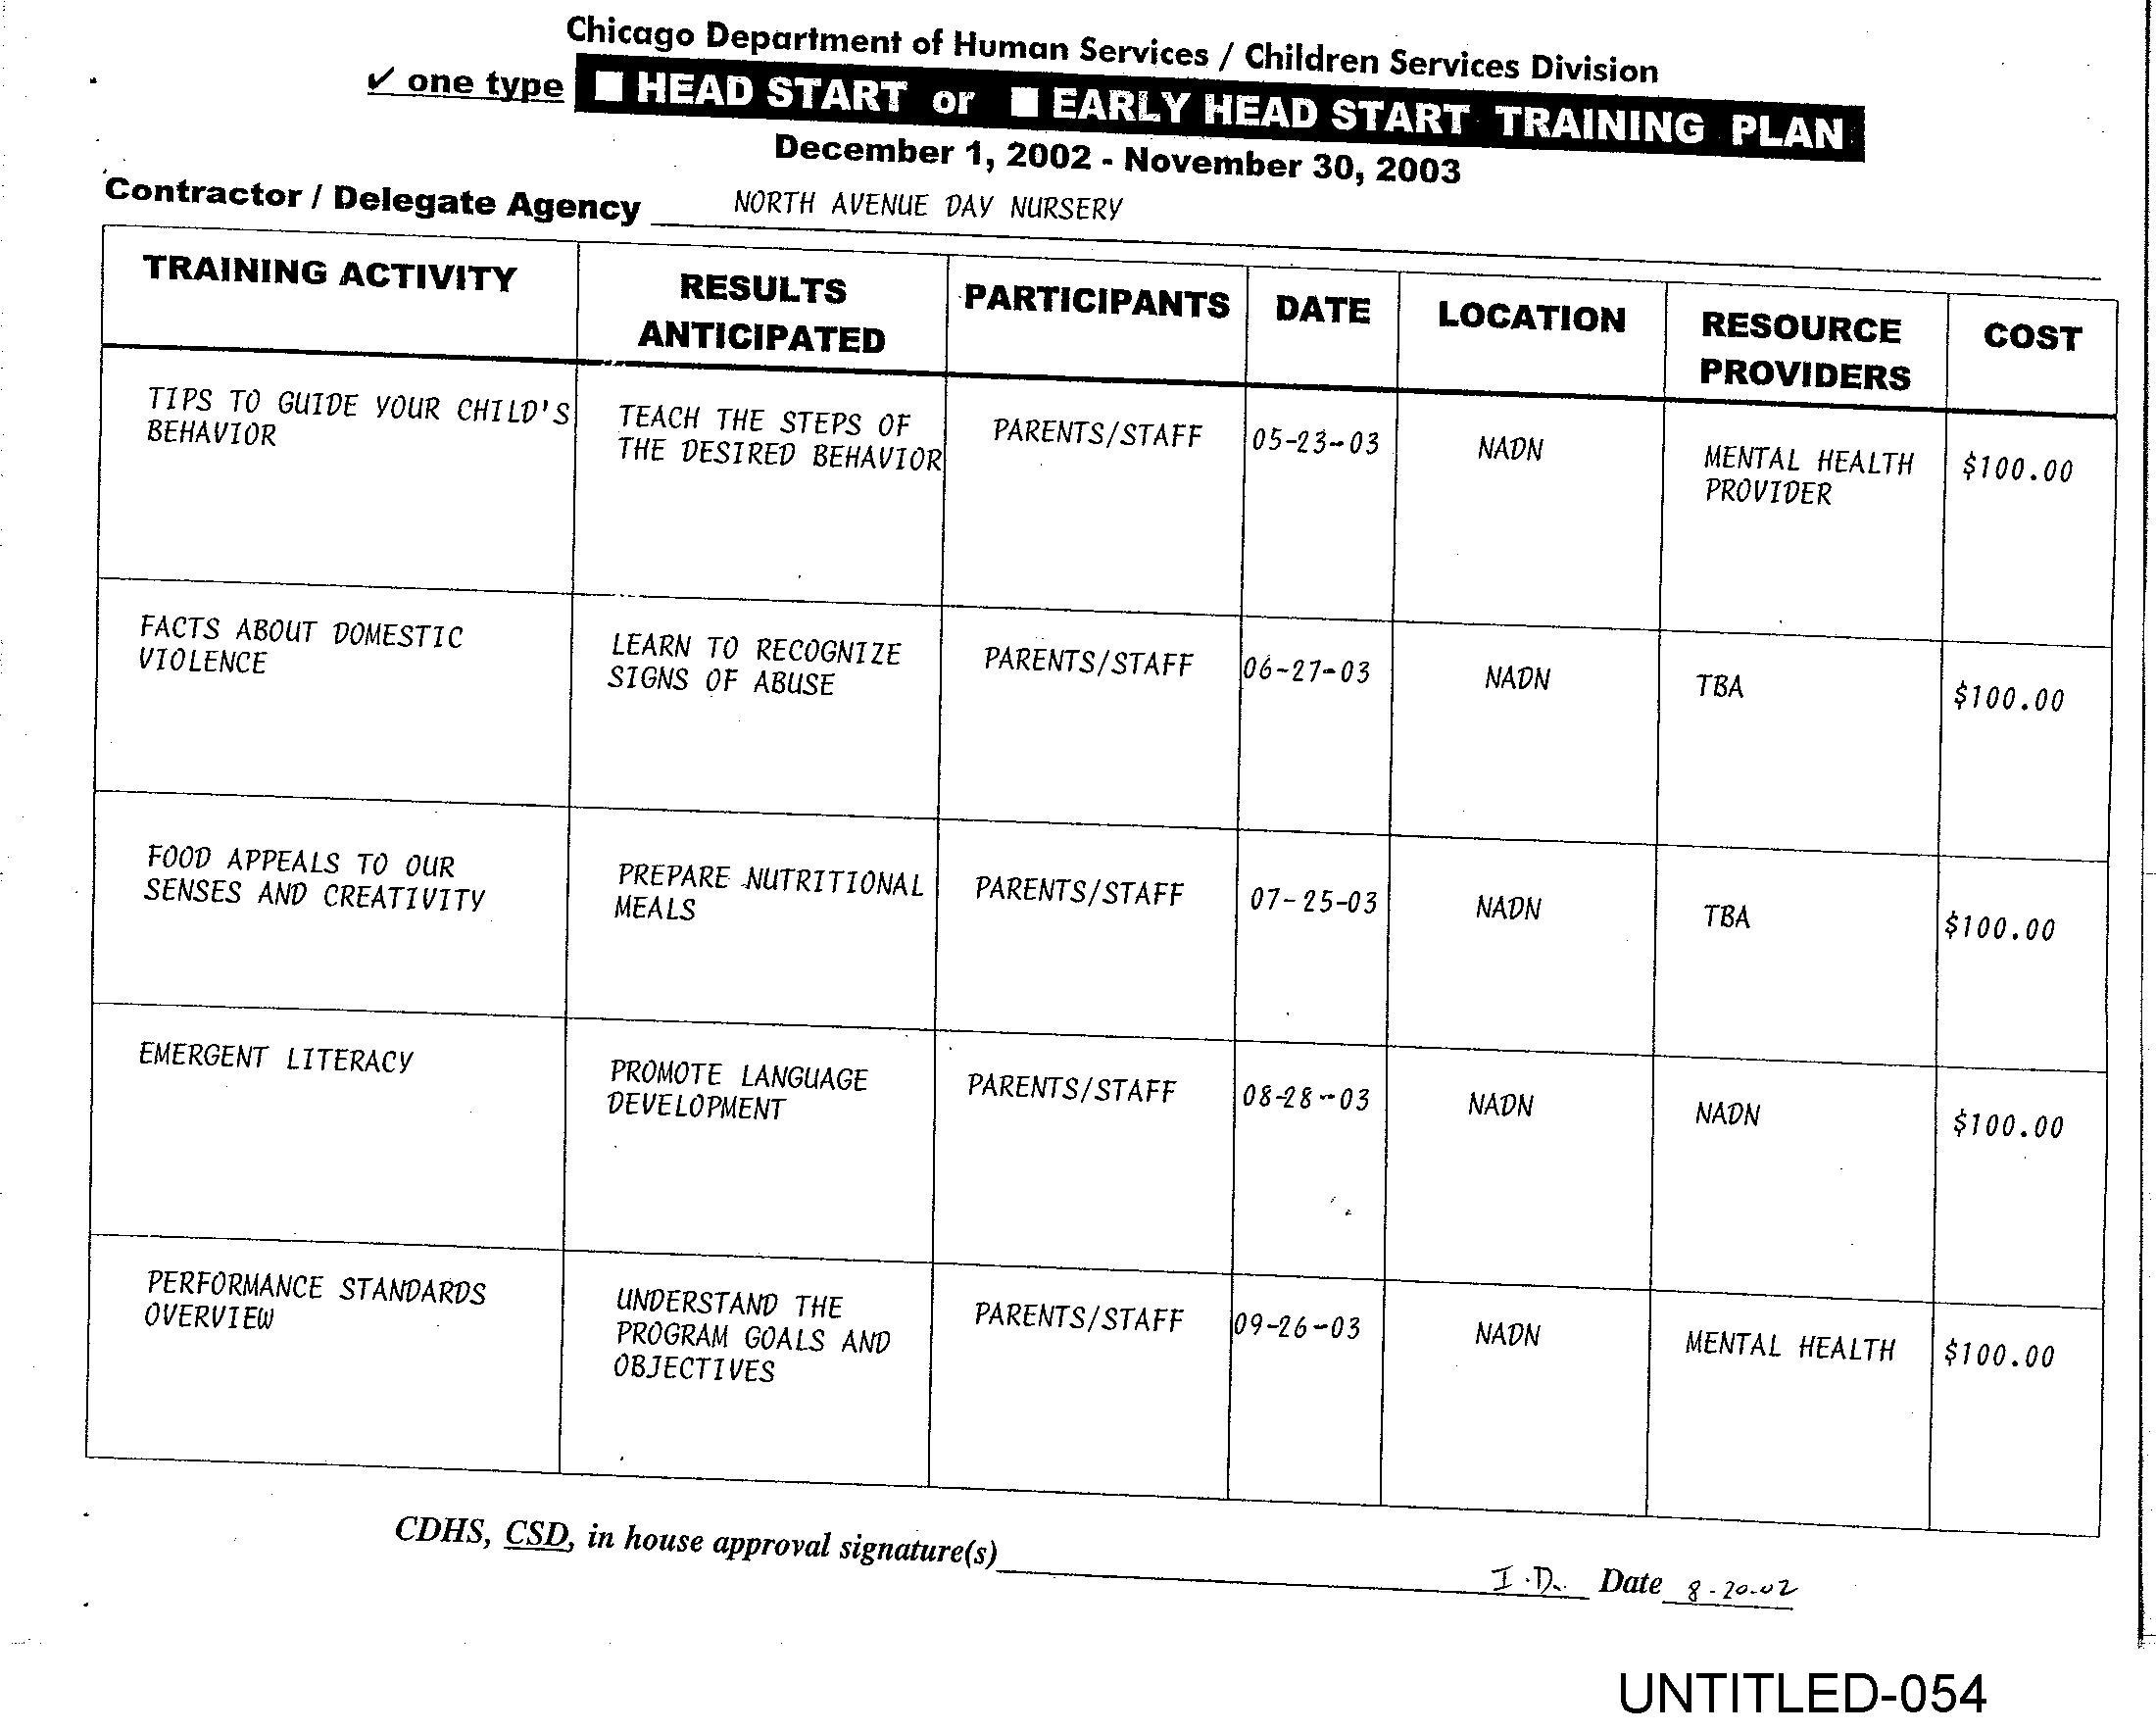 Chicago Department of Human Services / Children Services Division
✓ one type ■ HEAD START or ■ EARLY HEAD START TRAINING PLAN
December 1, 2002 - November 30, 2003
Contractor / Delegate Agency NORTH AVENUE DAY NURSERY
TRAINING ACTIVITY
RESULTS
ANTICIPATED
PARTICIPANTS
DATE
LOCATION
RESOURCE
PROVIDERS
COST
TIPS TO GUIDE YOUR CHILD'S
BEHAVIOR
TEACH THE STEPS OF
THE DESIRED BEHAVIOR
PARENTS/STAFF
05-23-03
NADN
MENTAL HEALTH
PROVIDER
$100.00
FACTS ABOUT DOMESTIC
VIOLENCE
LEARN TO RECOGNIZE
SIGNS OF ABUSE
PARENTS/STAFF
06-27-03
NADN
TBA
$100.00
FOOD APPEALS TO OUR
SENSES AND CREATIVITY
PREPARE NUTRITIONAL
MEALS
PARENTS/STAFF
07-25-03
NADN
TBA
$100.00
EMERGENT LITERACY
PROMOTE LANGUAGE
DEVELOPMENT
PARENTS/STAFF
08-28-03
NADN
NADN
$100.00
PERFORMANCE STANDARDS
OVERVIEW
UNDERSTAND THE
PROGRAM GOALS AND
OBJECTIVES
PARENTS/STAFF
09-26-03
NADN
MENTAL HEALTH
$100.00
CDHS, CSD, in house approval signature(s) I.D. Date 8-20-02
UNTITLED-054